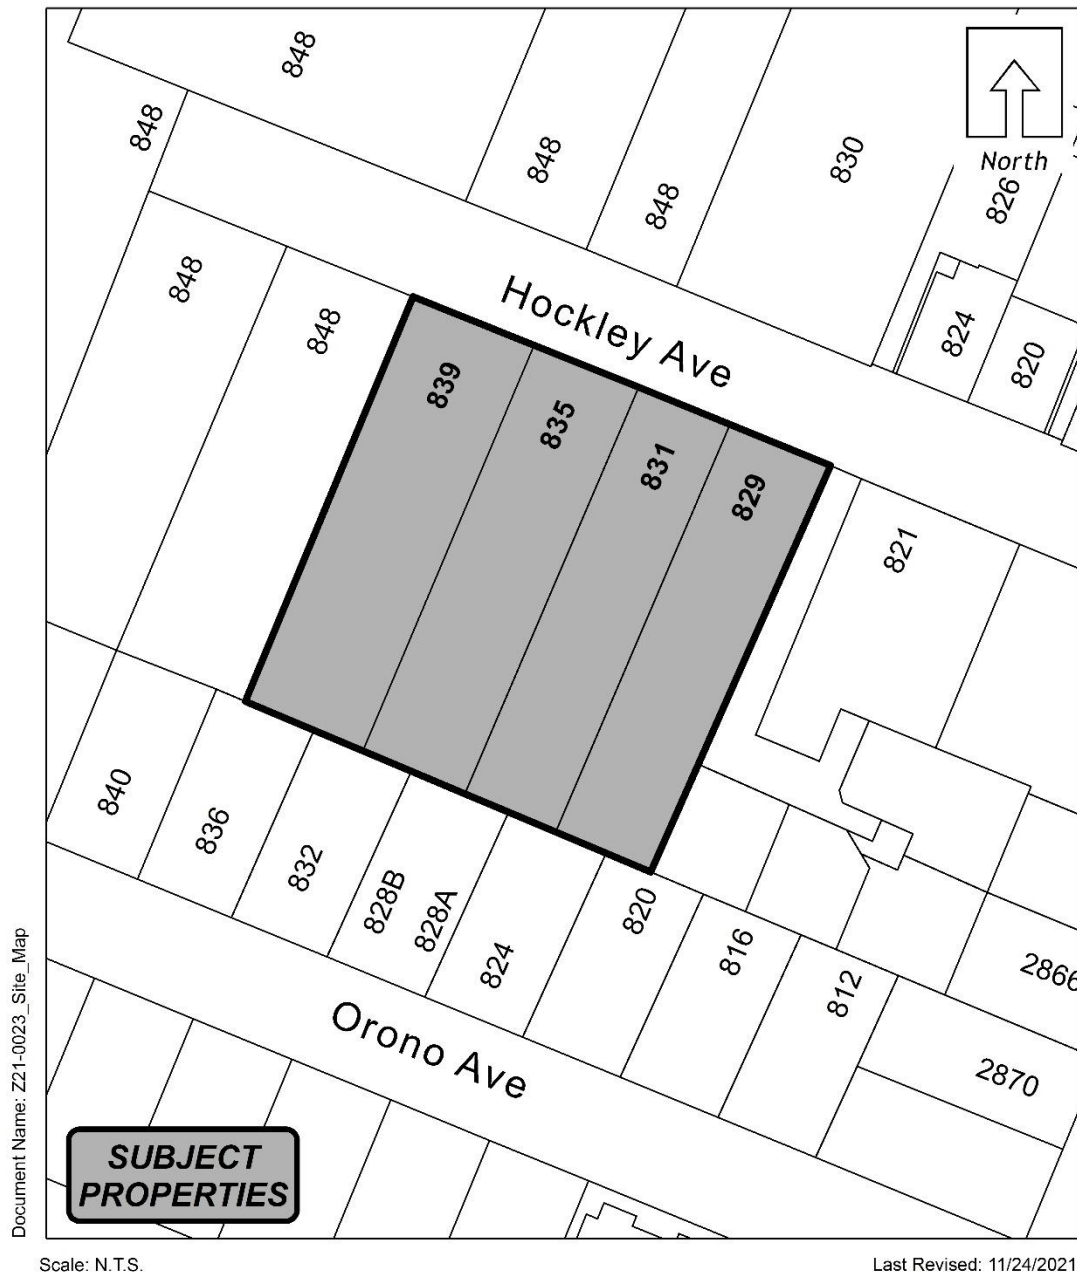 848
848
848
848
830
826
North
848
848
824
820
Hockley Ave
839
835
831
829
821
840
836
832
828B
828A
824
820
816
812
2866
2870
Orono Ave
SUBJECT
PROPERTIES
Document Name: Z21-0023_Site_Map
Scale: N.T.S.
Last Revised: 11/24/2021